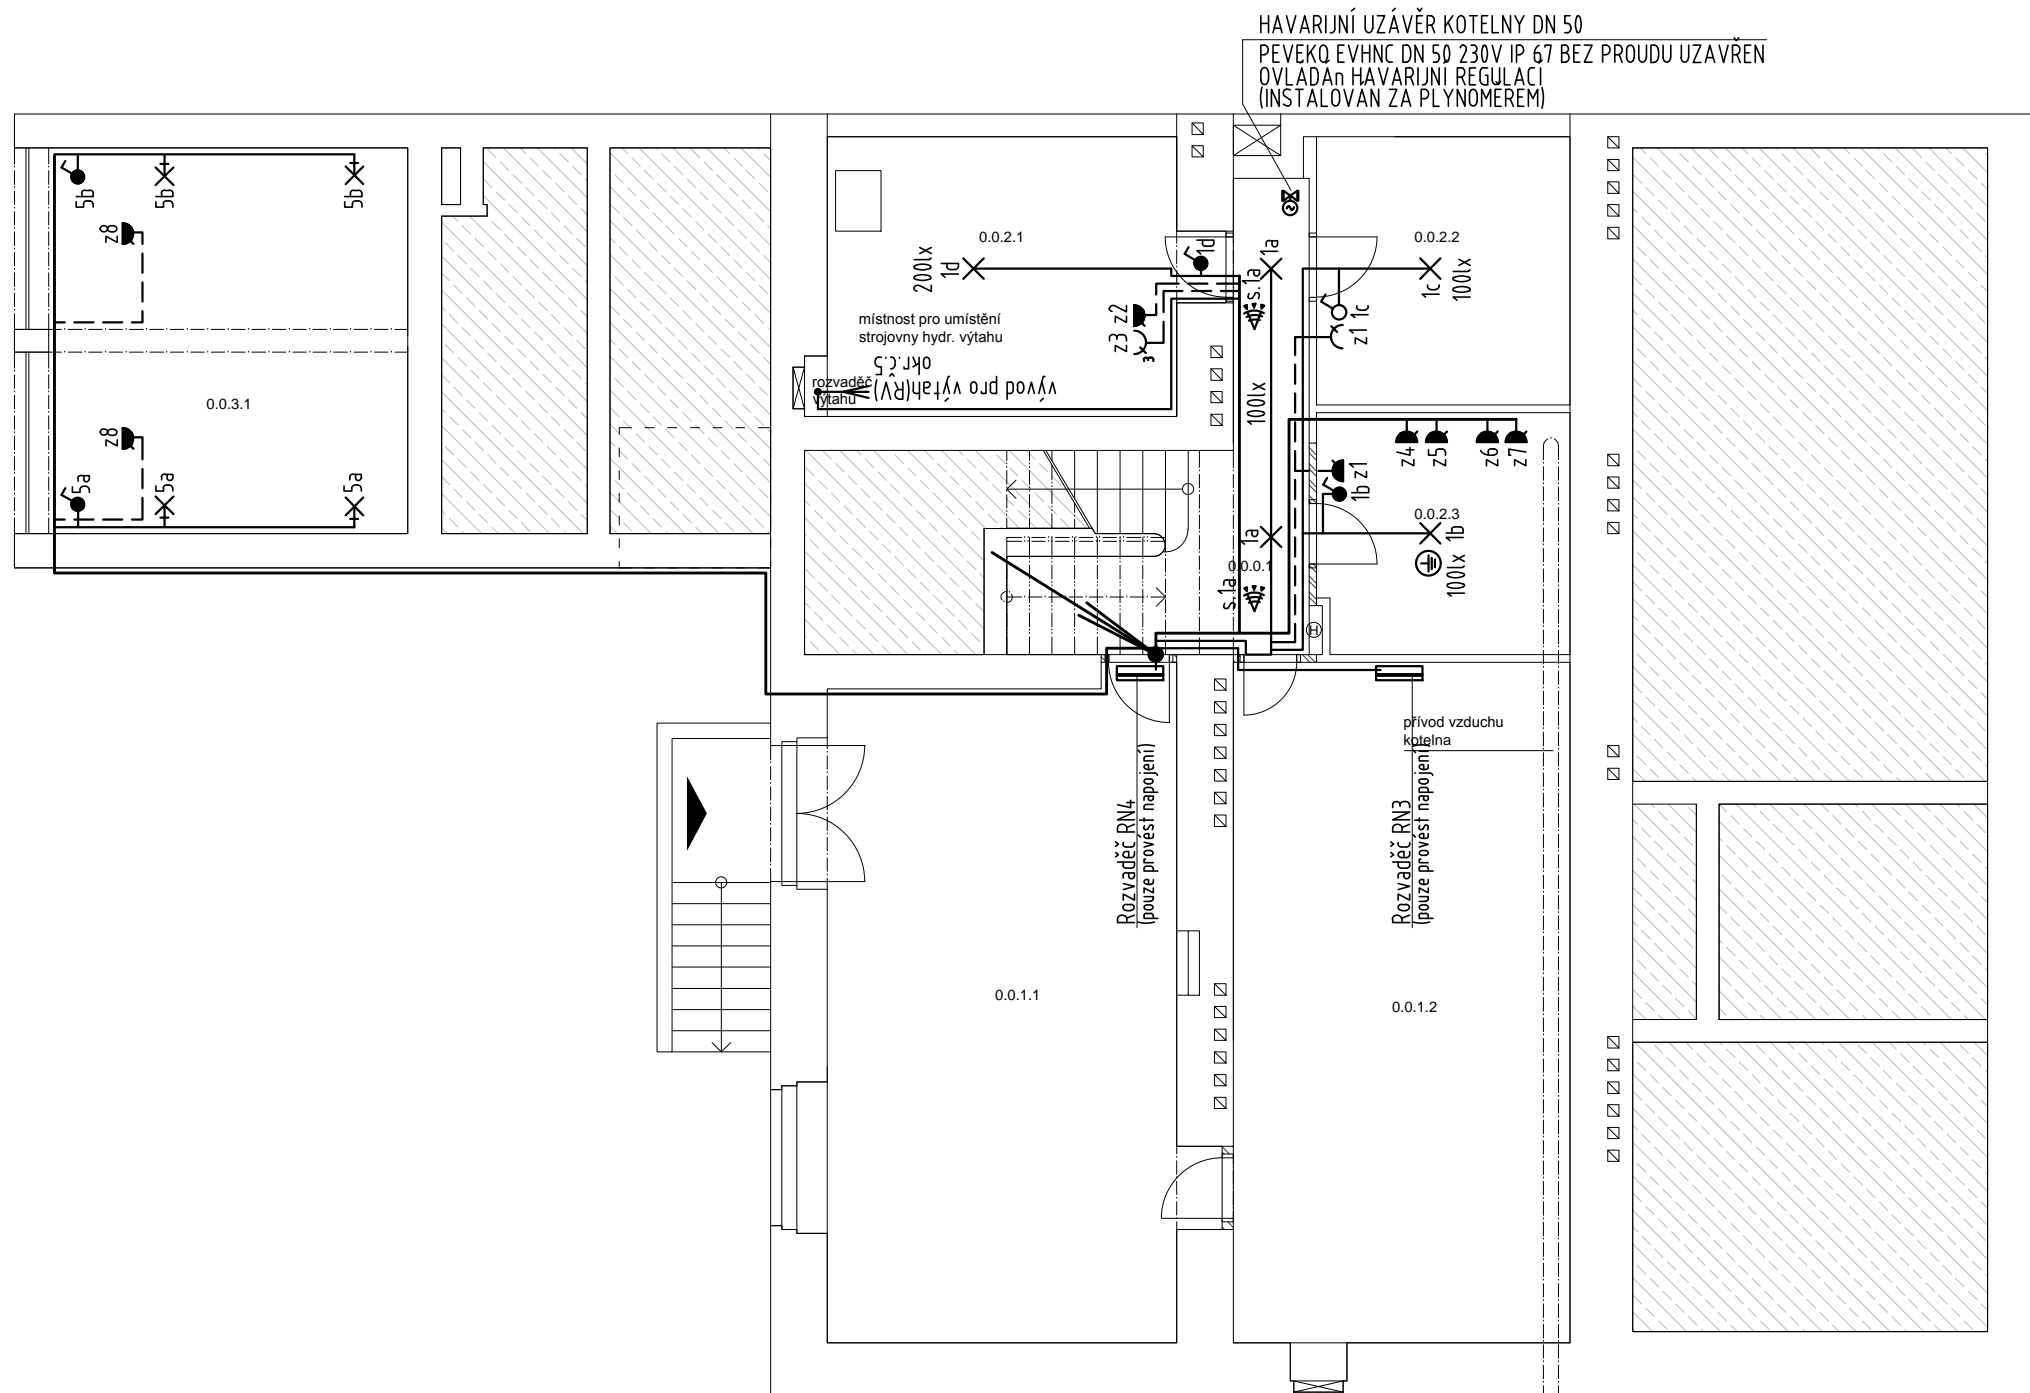 HAVARIJNÍ UZÁVĚR KOTELNY DN 50
PEVEKO EVHNC DN 50 230V IP 67 BEZ PROUDU UZAVŘEN
OVLÁDÁn HAVARIJNÍ REGULACÍ
(INSTALOVÁN ZA PLYNOMĚREM)
5b
5b
5b
z8
0.0.3.1
z8
5a
5a
5a
0.0.2.1
200lx
1d
1d
místnost pro umístění
strojovny hydr. výtahu
z2
z3
3
rozvaděč
výtahu
vývod pro výtah(RV)
okr.č.5
s.1a
1a
100lx
1a
0.0.0.1
s.1a
0.0.2.2
1c
100lx
z1 1c
z4
z5
z6
z7
1b z1
0.0.2.3
1b
100lx
H
přívod vzduchu
kotelna
Rozvaděč RN4
(pouze provést napojení)
Rozvaděč RN3
(pouze provést napojení)
0.0.1.1
0.0.1.2